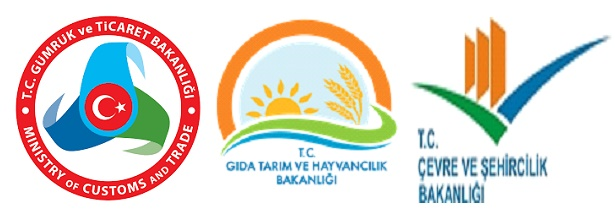 T.C. GÜMRÜK ve TİCARET BAKANLIĞI
MINISTRY OF CUSTOMS AND TRADE
T.C.
GIDA TARIM VE HAYVANCILIK
BAKANLIĞI
T.C.
ÇEVRE VE ŞEHİRCİLİK
BAKANLIĞI